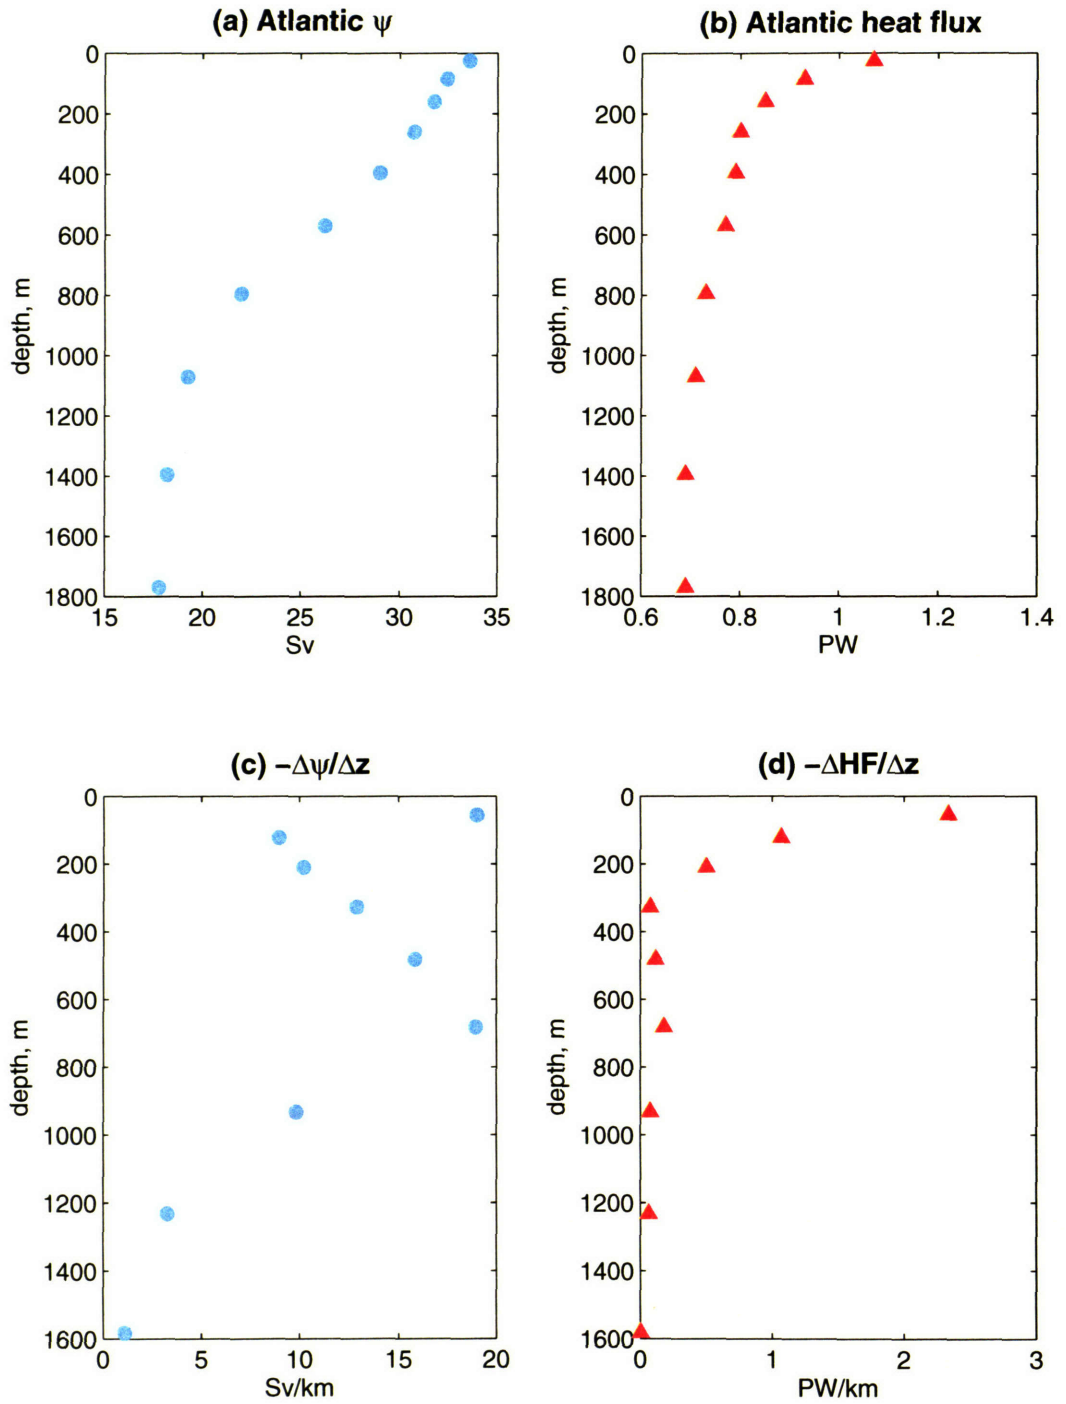 (a) Atlantic ψ
0
200
400
600
800
1000
1200
1400
1600
1800
depth, m
15 20 25 30 35
Sv
(b) Atlantic heat flux
0
200
400
600
800
1000
1200
1400
1600
1800
depth, m
0.6 0.8 1 1.2 1.4
PW
(c) −Δψ/Δz
0
200
400
600
800
1000
1200
1400
1600
depth, m
0 5 10 15 20
Sv/km
(d) −ΔHF/Δz
0
200
400
600
800
1000
1200
1400
1600
depth, m
0 1 2 3
PW/km